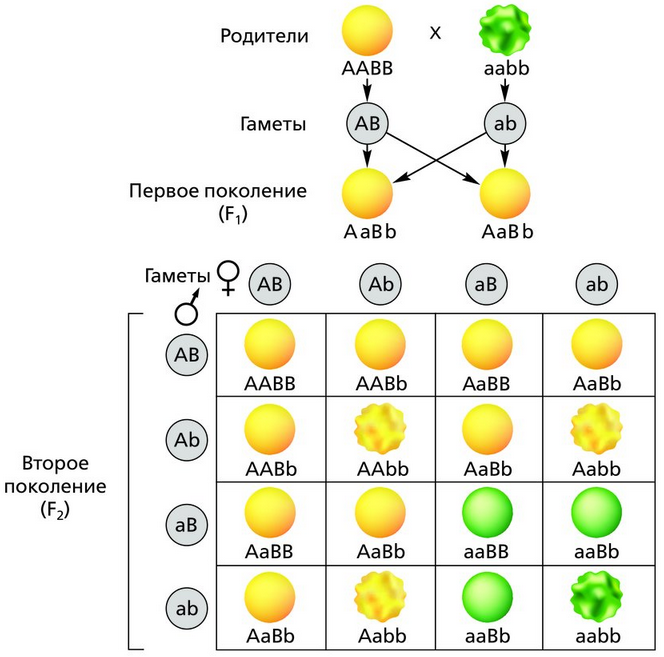 Родители X
AABB aabb
Гаметы AB ab
Первое поколение
(F₁)
AaBb AaBb
Гаметы ♀ AB Ab aB ab
♂
AB
AABB AABb AaBB AaBb
Ab
AABb AAbb AaBb Aabb
Второе
поколение
(F₂)
aB
AaBB AaBb aaBB aaBb
ab
AaBb Aabb aaBb aabb